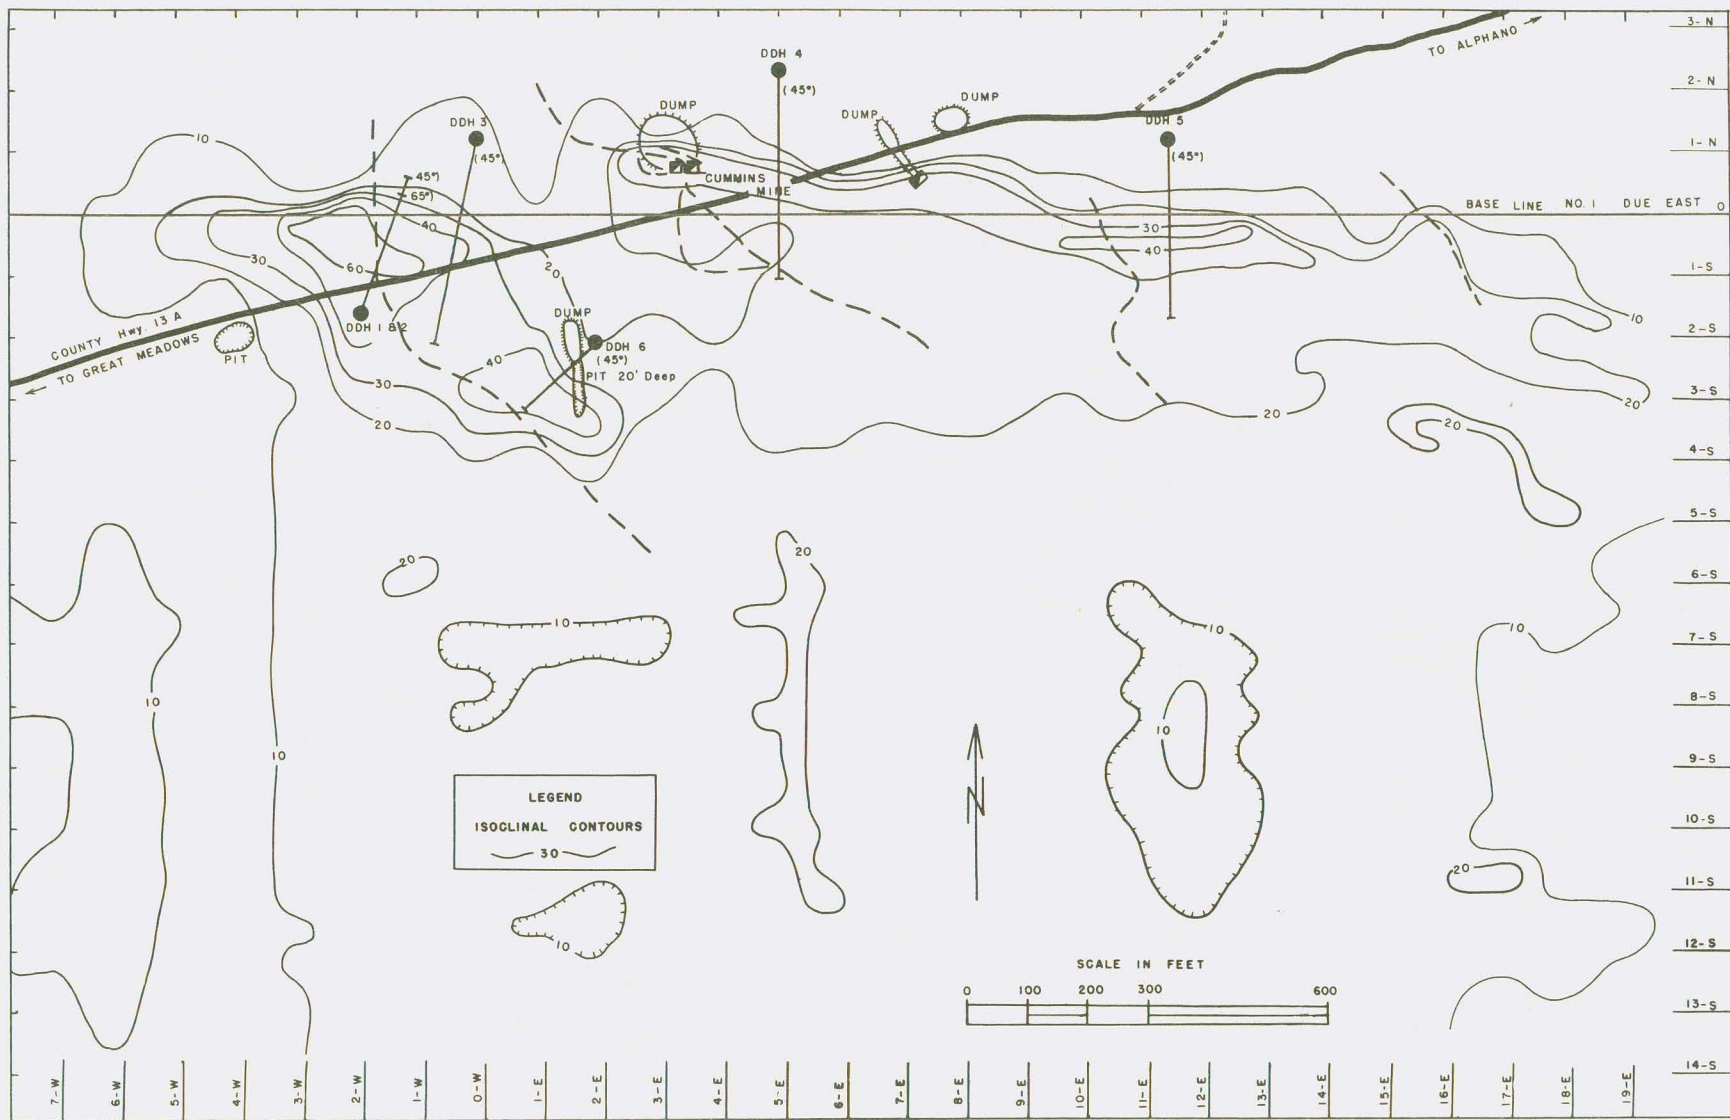 3-N
TO ALPHANO
DDH 4
(45°)
2-N
DUMP
DUMP
DUMP
DDH 3
(45°)
DDH 5
(45°)
10
1-N
45°)
65°)
CUMMINS
MINE
BASE LINE NO. 1 DUE EAST 0
40
30
40
30
60
20
1-S
10
COUNTY Hwy. 13 A
TO GREAT MEADOWS
DDH 1 & 2
PIT
DUMP
DDH 6
(45°)
PIT 20' Deep
2-S
40
30
20
3-S
20
20
20
4-S
5-S
20
20
6-S
10
10
10
7-S
10
8-S
10
10
9-S
LEGEND
ISOCLINAL CONTOURS
30
10-S
20
11-S
10
12-S
SCALE IN FEET
0 100 200 300 600
13-S
14-S
7-W 6-W 5-W 4-W 3-W 2-W 1-W 0-W 1-E 2-E 3-E 4-E 5-E 6-E 7-E 8-E 9-E 10-E 11-E 12-E 13-E 14-E 15-E 16-E 17-E 18-E 19-E
N